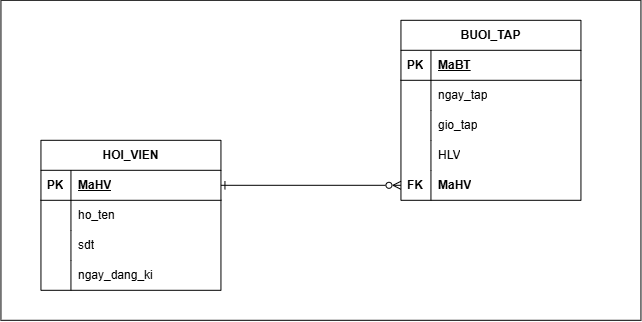 BUOI_TAP
PK MaBT
ngay_tap
gio_tap
HLV
FK MaHV
HOI_VIEN
PK MaHV
ho_ten
sdt
ngay_dang_ki